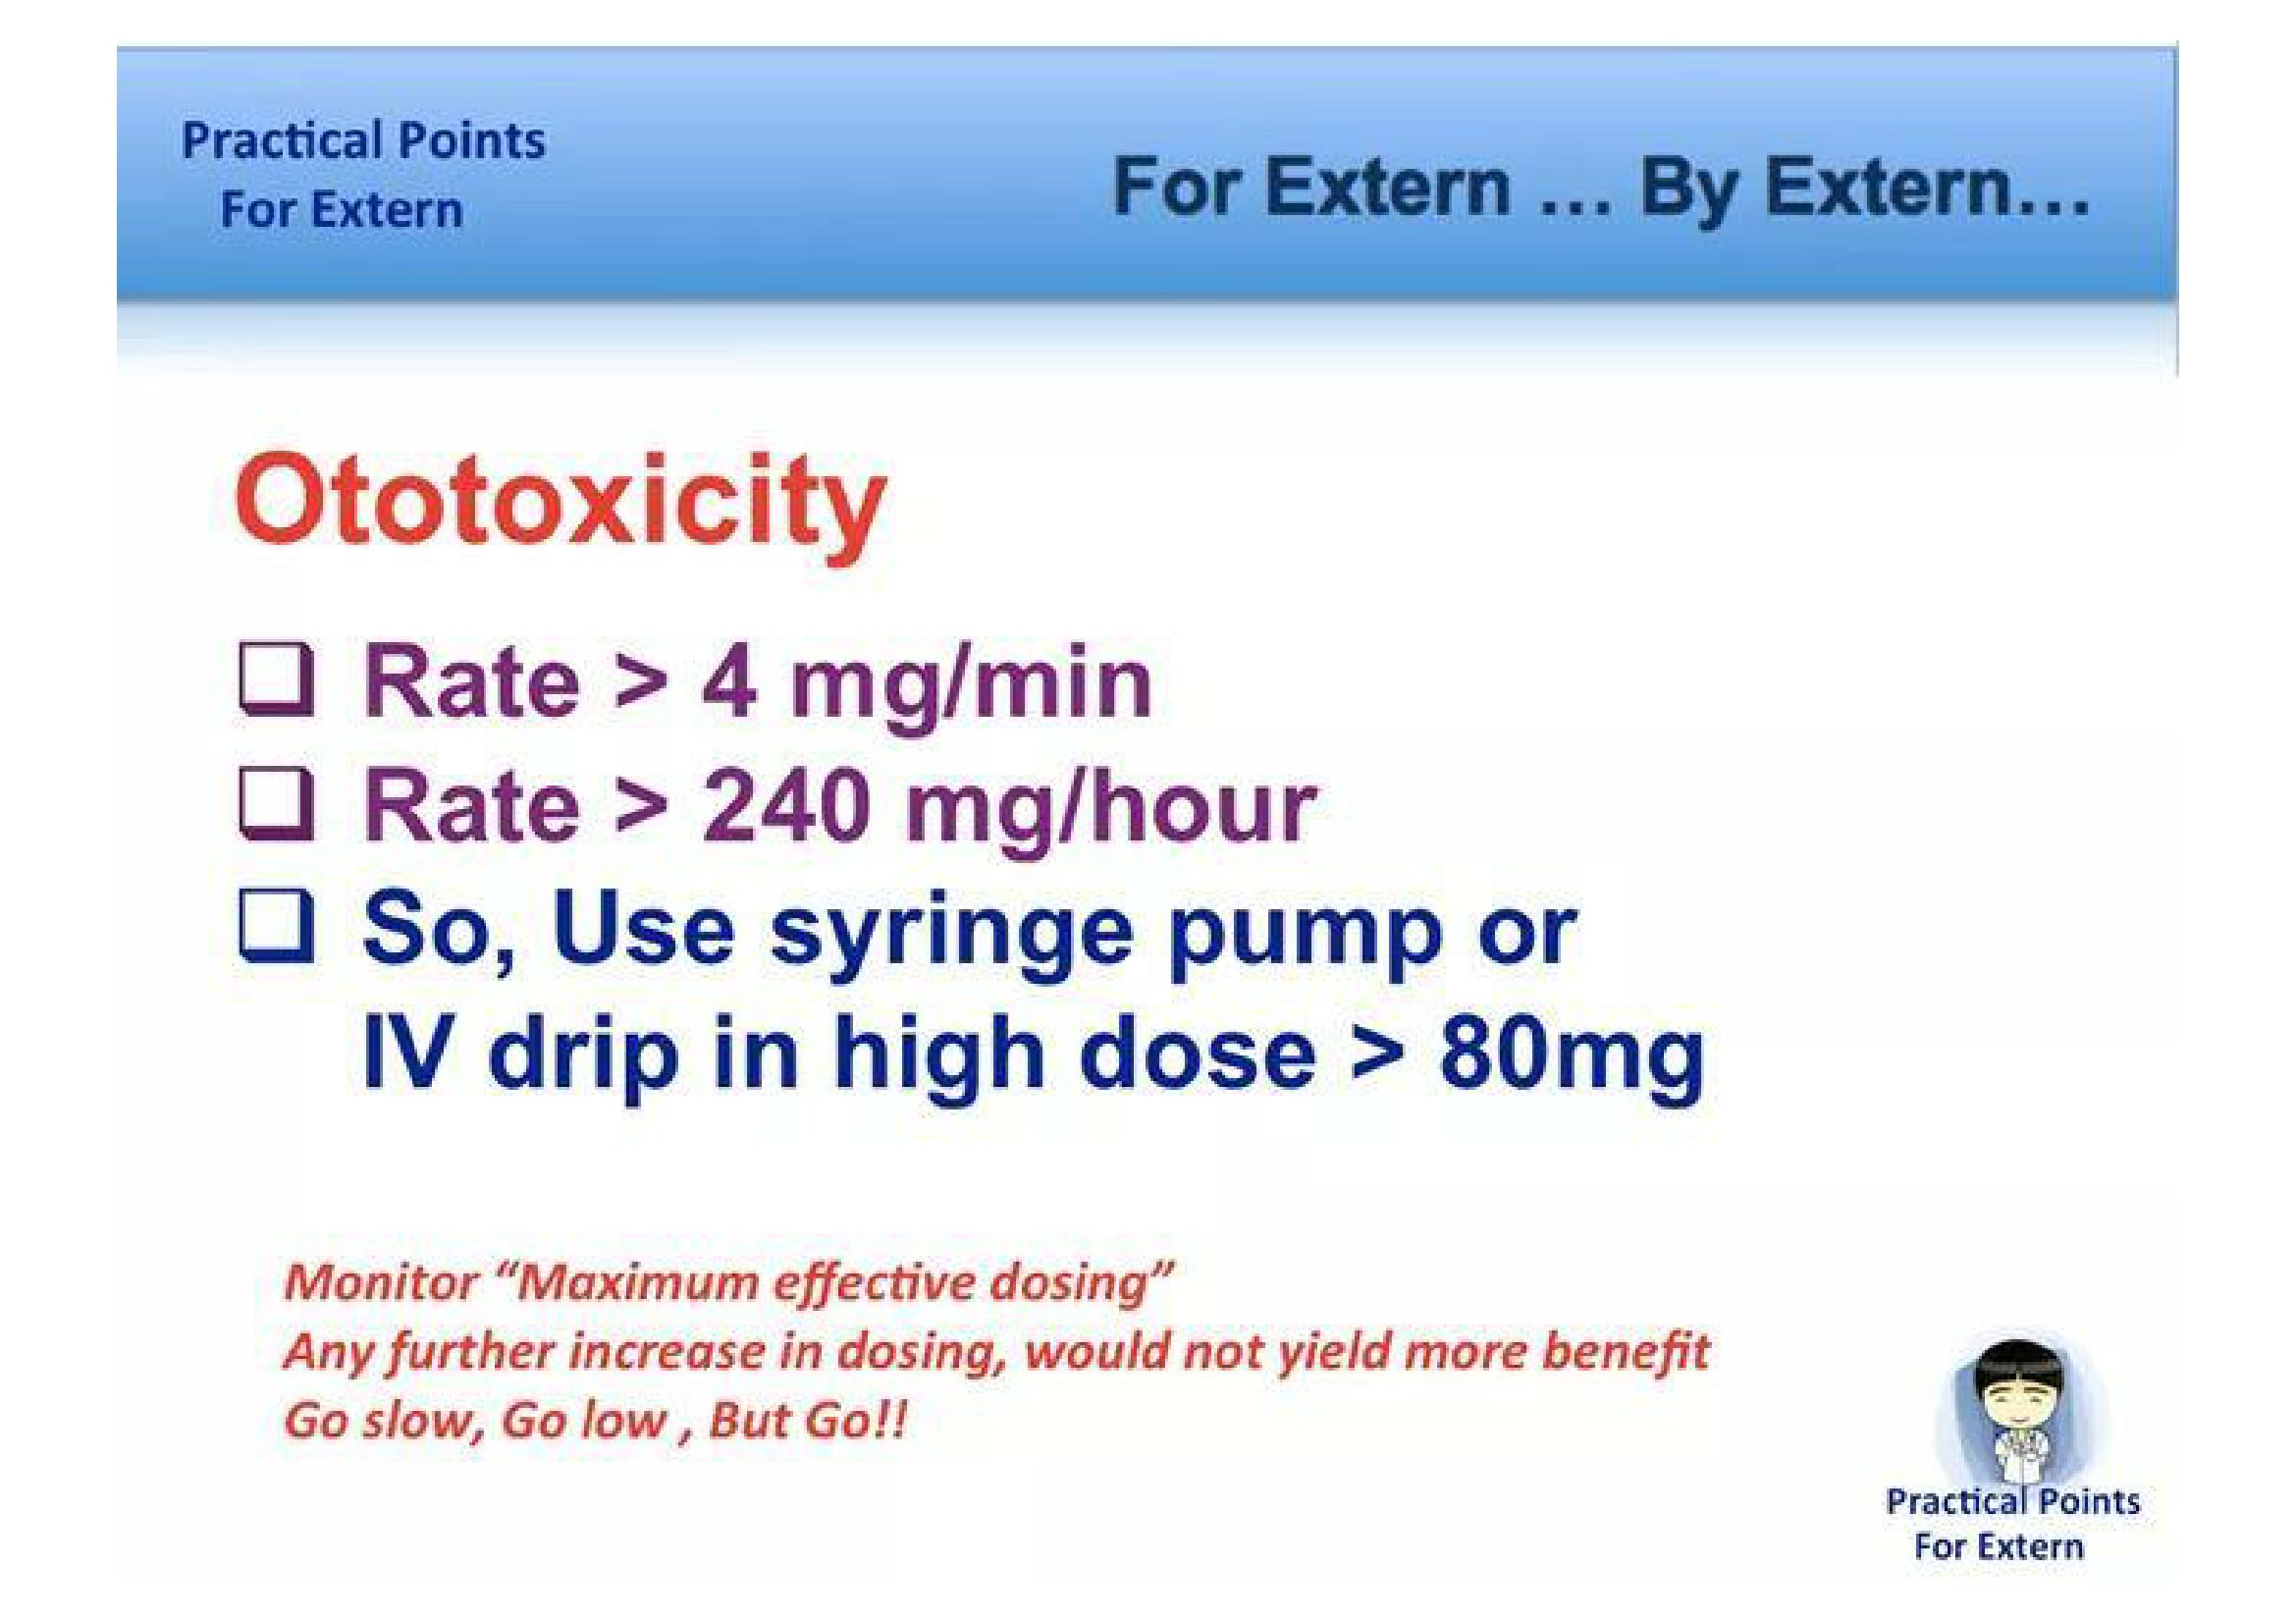 Practical Points
For Extern
For Extern ... By Extern...
Ototoxicity
❑ Rate > 4 mg/min
❑ Rate > 240 mg/hour
❑ So, Use syringe pump or
IV drip in high dose > 80mg
Monitor “Maximum effective dosing”
Any further increase in dosing, would not yield more benefit
Go slow, Go low , But Go!!
Practical Points
For Extern